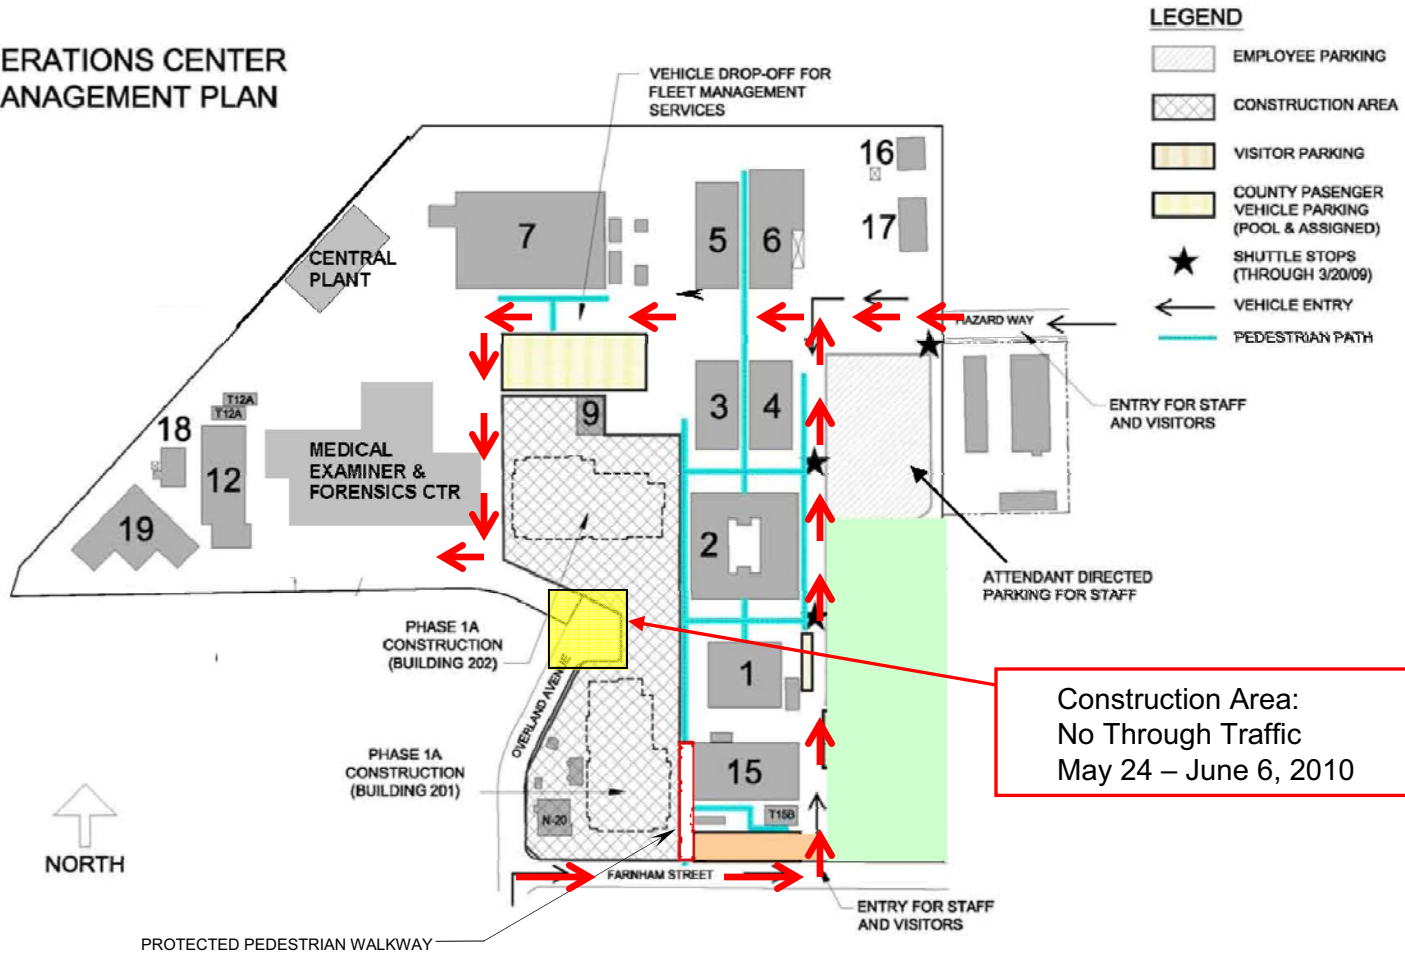 ERATIONS CENTER
ANAGEMENT PLAN
VEHICLE DROP-OFF FOR
FLEET MANAGEMENT
SERVICES
LEGEND
EMPLOYEE PARKING
CONSTRUCTION AREA
VISITOR PARKING
COUNTY PASENGER
VEHICLE PARKING
(POOL & ASSIGNED)
SHUTTLE STOPS
(THROUGH 3/20/09)
VEHICLE ENTRY
PEDESTRIAN PATH
16
17
5
6
7
CENTRAL
PLANT
HAZARD WAY
ENTRY FOR STAFF
AND VISITORS
3
4
9
T12A
T12A
18
12
19
MEDICAL
EXAMINER &
FORENSICS CTR
2
ATTENDANT DIRECTED
PARKING FOR STAFF
PHASE 1A
CONSTRUCTION
(BUILDING 202)
OVERLAND AVENUE
1
Construction Area:
No Through Traffic
May 24 – June 6, 2010
PHASE 1A
CONSTRUCTION
(BUILDING 201)
15
T15B
N-20
NORTH
FARNHAM STREET
ENTRY FOR STAFF
AND VISITORS
PROTECTED PEDESTRIAN WALKWAY